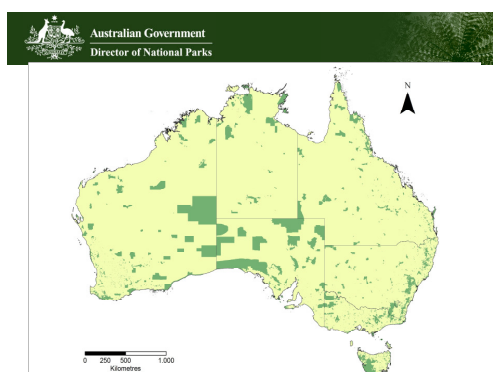 Australian Government
Director of National Parks
N
0 250 500 1,000
Kilometres